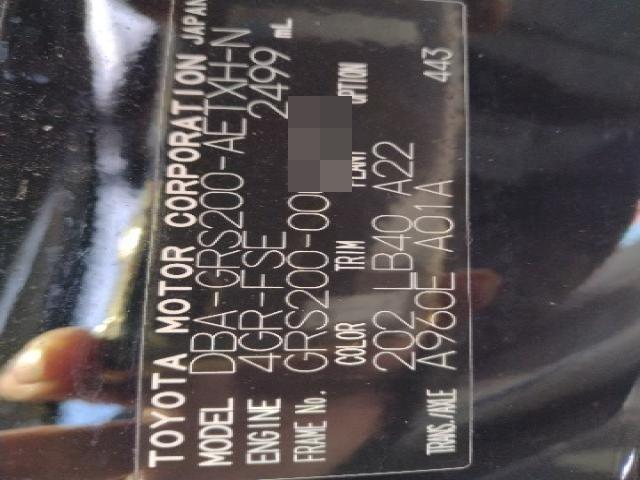 TOYOTA MOTOR CORPORATION JAPAN
MODEL DBA-GRS200-AETXH-N
ENGINE 4GR-FSE 2499 mL
FRAME No. GRS200-00
COLOR TRIM PLANT OPTION
202 LB40 A22 443
TRANS./AXLE A960E A01A